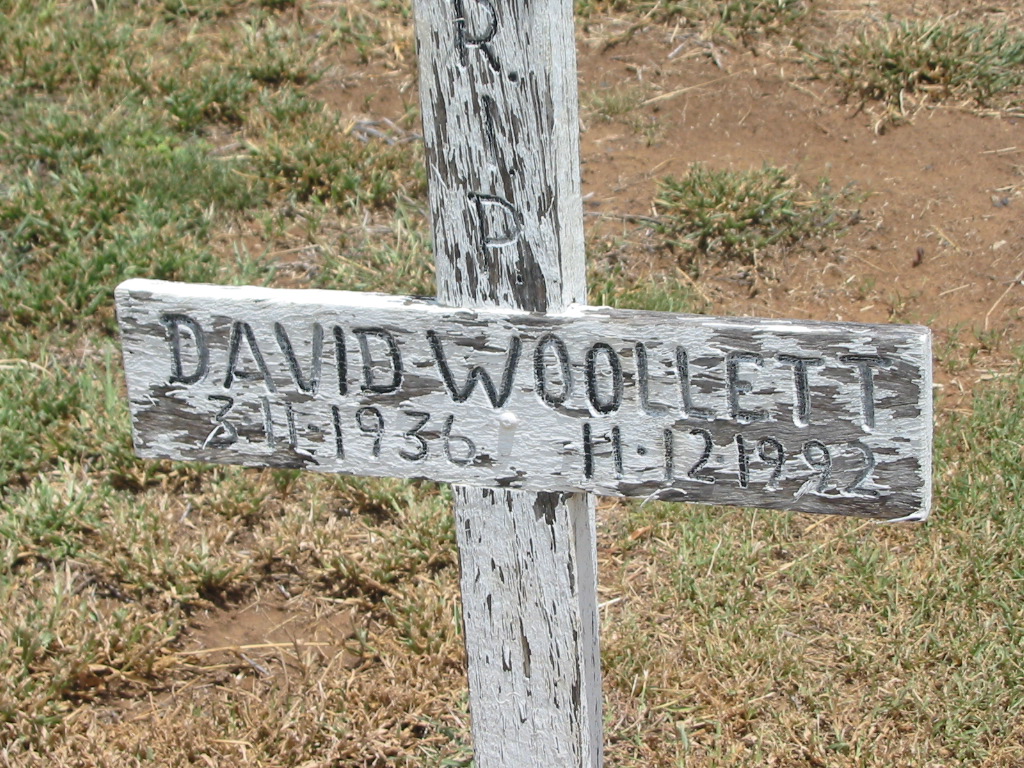 R.
I.
D.
DAVID WOOLLETT
3·11·1936 11·12·1992